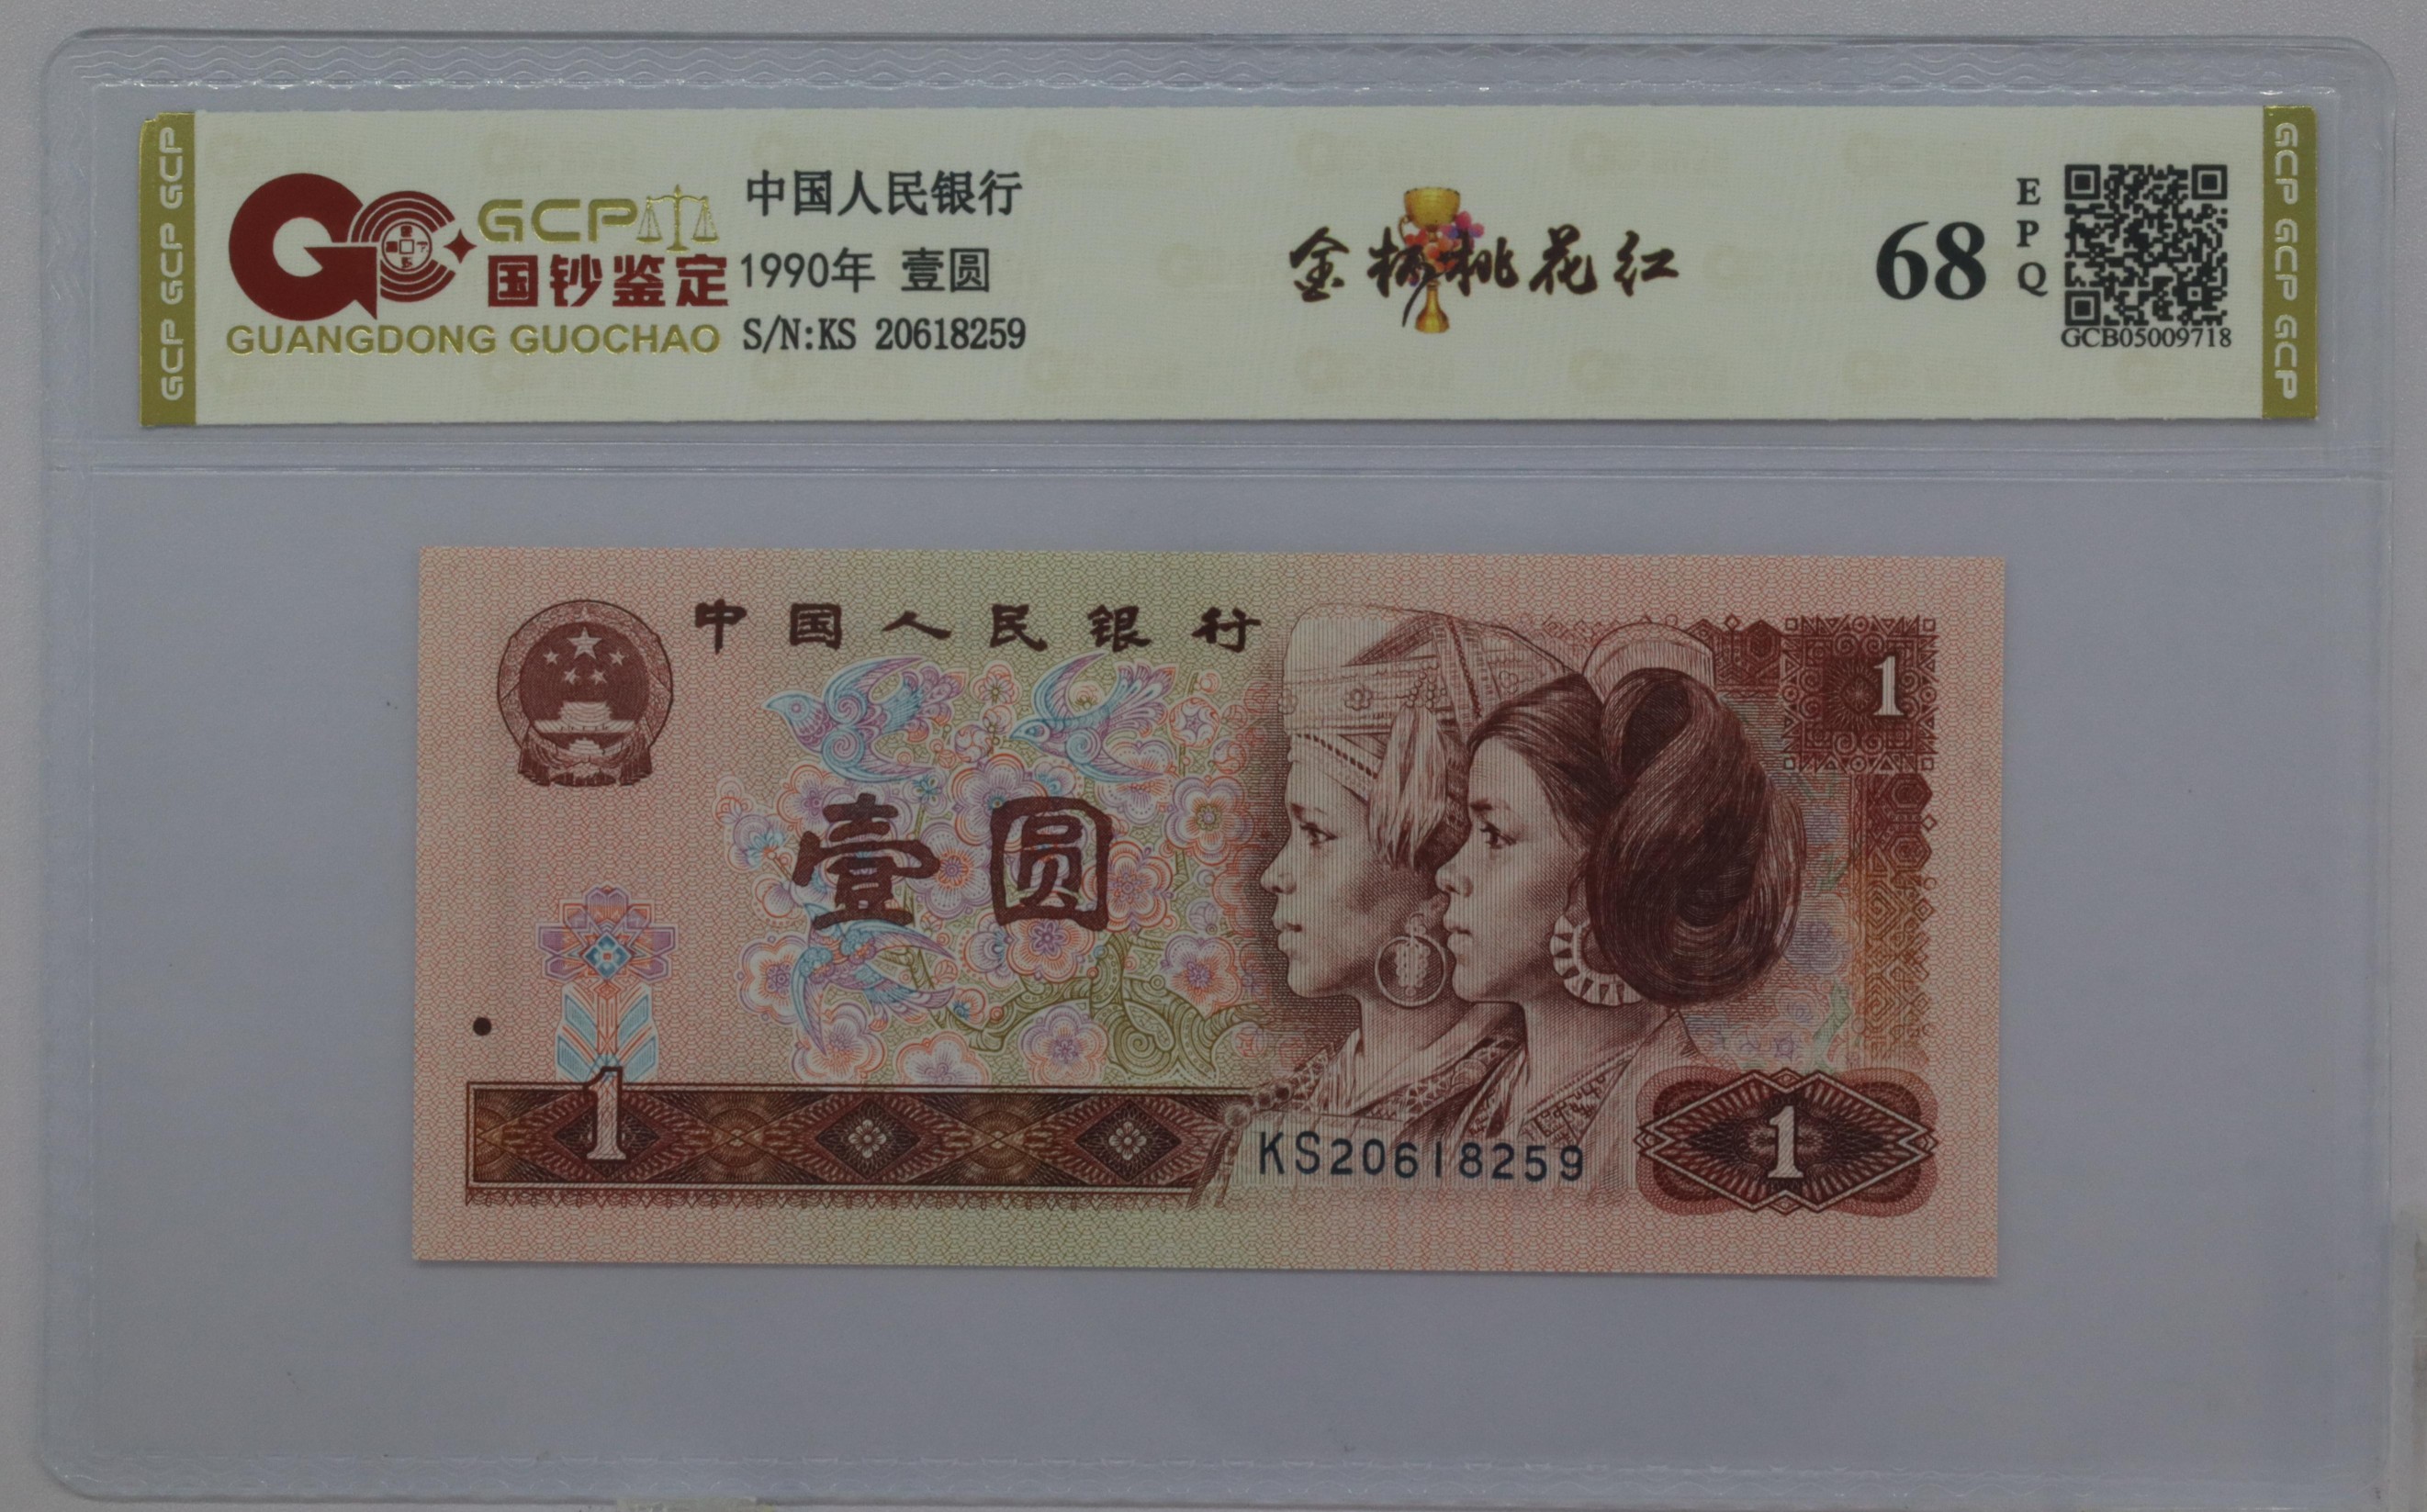 GCP GCP GCP
GCP
国钞鉴定
GUANGDONG GUOCHAO
中国人民银行
1990年 壹圆
S/N:KS 20618259
金杯桃花红
68
EPQ
GCB05009718
GCP GCP GCP
中国人民银行
1
壹圆
1
KS20618259
1